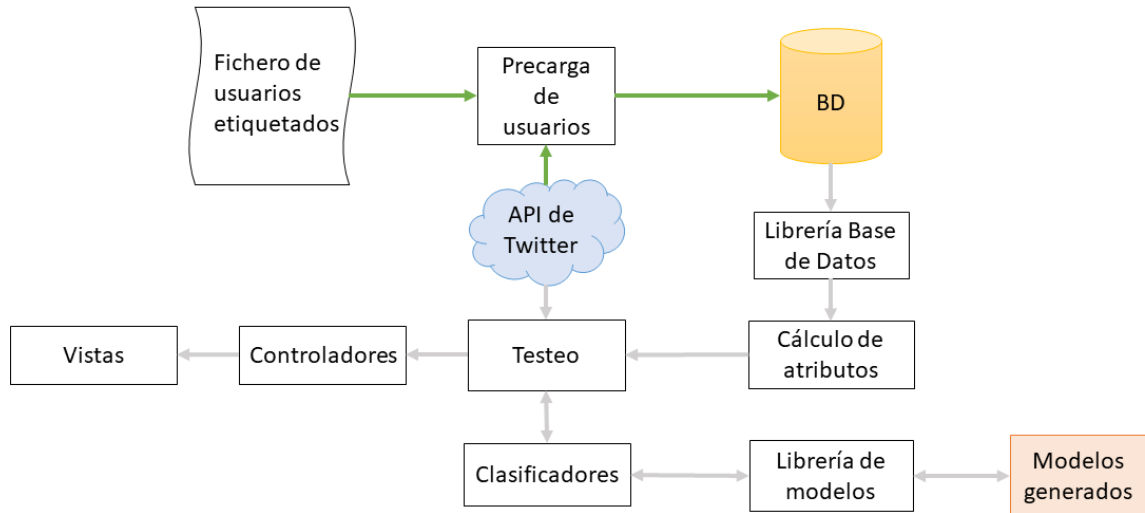 Fichero de
usuarios
etiquetados
Precarga
de
usuarios
BD
API de
Twitter
Librería Base
de Datos
Vistas
Controladores
Testeo
Cálculo de
atributos
Clasificadores
Librería de
modelos
Modelos
generados